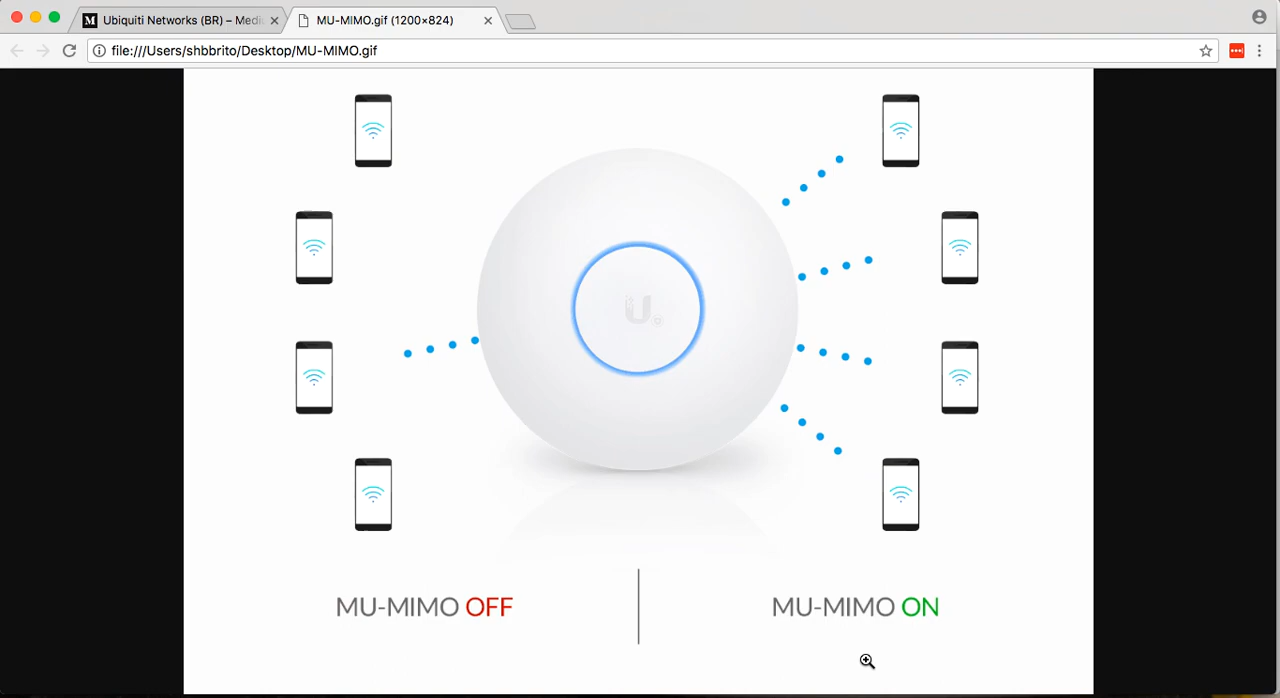 Ubiquiti Networks (BR) – Medi
MU-MIMO.gif (1200×824)
file:///Users/shbbrito/Desktop/MU-MIMO.gif
U
MU-MIMO OFF
MU-MIMO ON